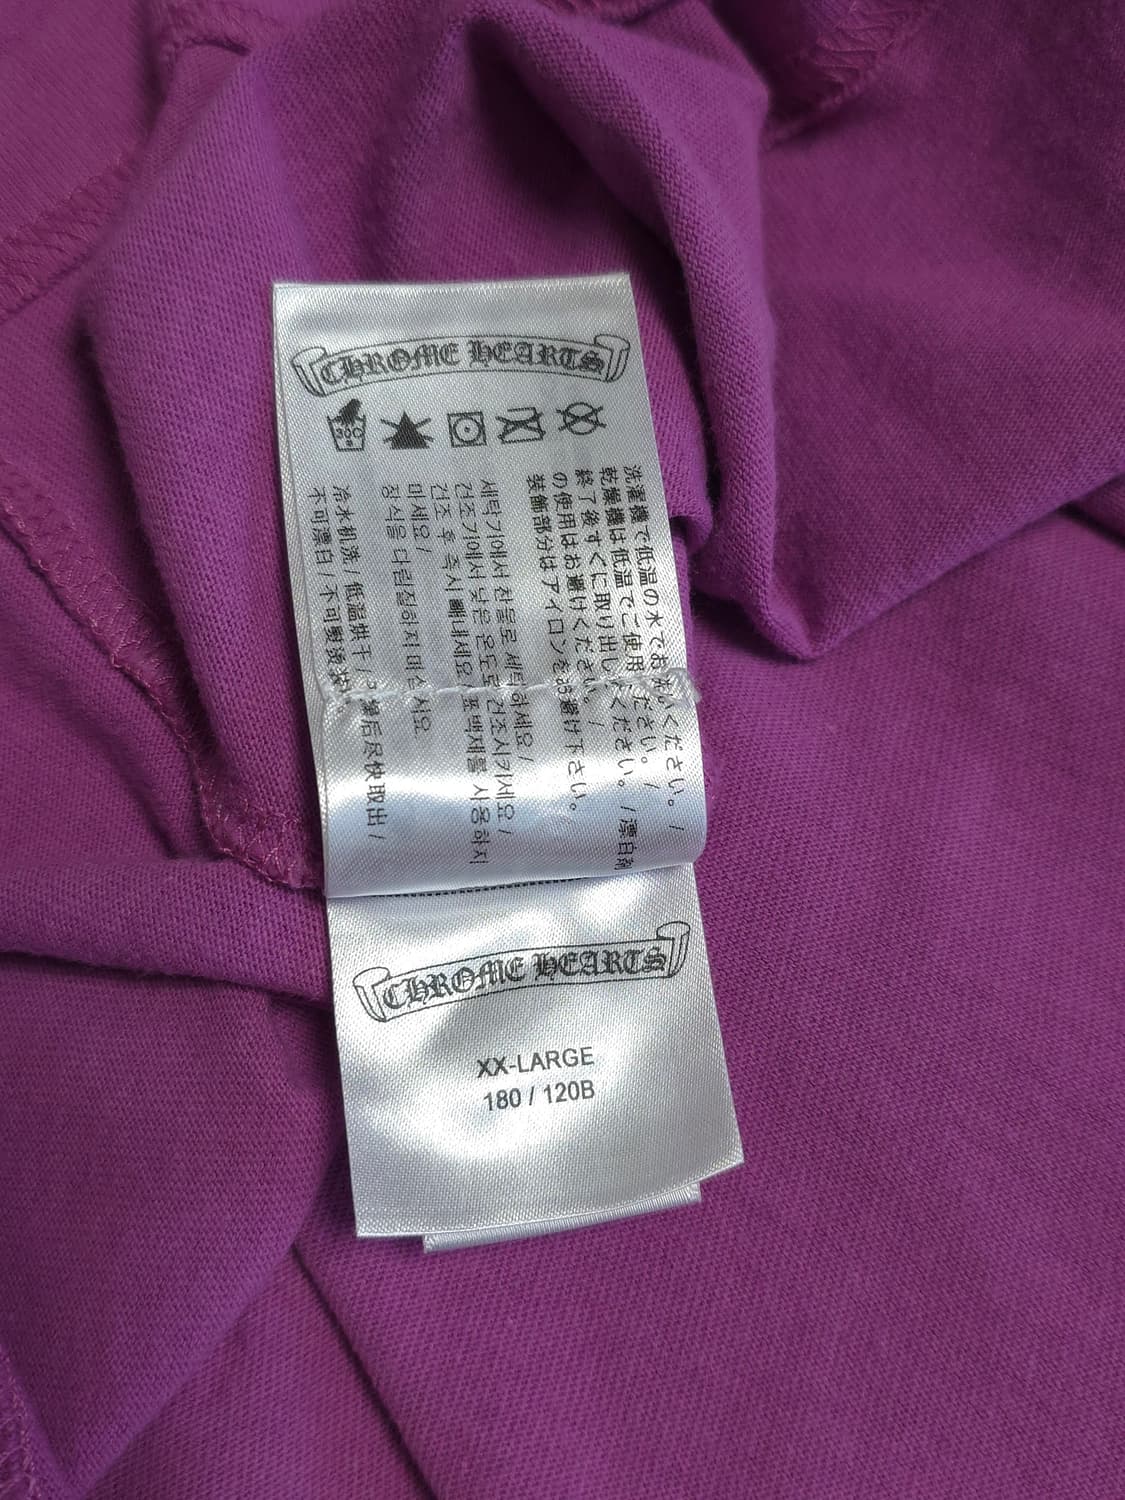 CHROME HEARTS
洗濯機で低温の水でお洗いください。 /
乾燥機は低温でご使用ください。 /
終了後すぐに取り出してください。 / 漂白剤
の使用はお避けください。 /
装飾部分はアイロンをお避け下さい。 /
세탁기에서 찬물로 세탁하세요 /
건조기에서 낮은 온도로 건조시키세요 /
건조 후 즉시 빼내세요 / 표백제를 사용하지
마세요 /
장식을 다림질하지 마십시요
冷水机洗 / 低温烘干 / 燥后尽快取出 /
不可漂白 / 不可熨烫装
CHROME HEARTS
XX-LARGE
180 / 120B